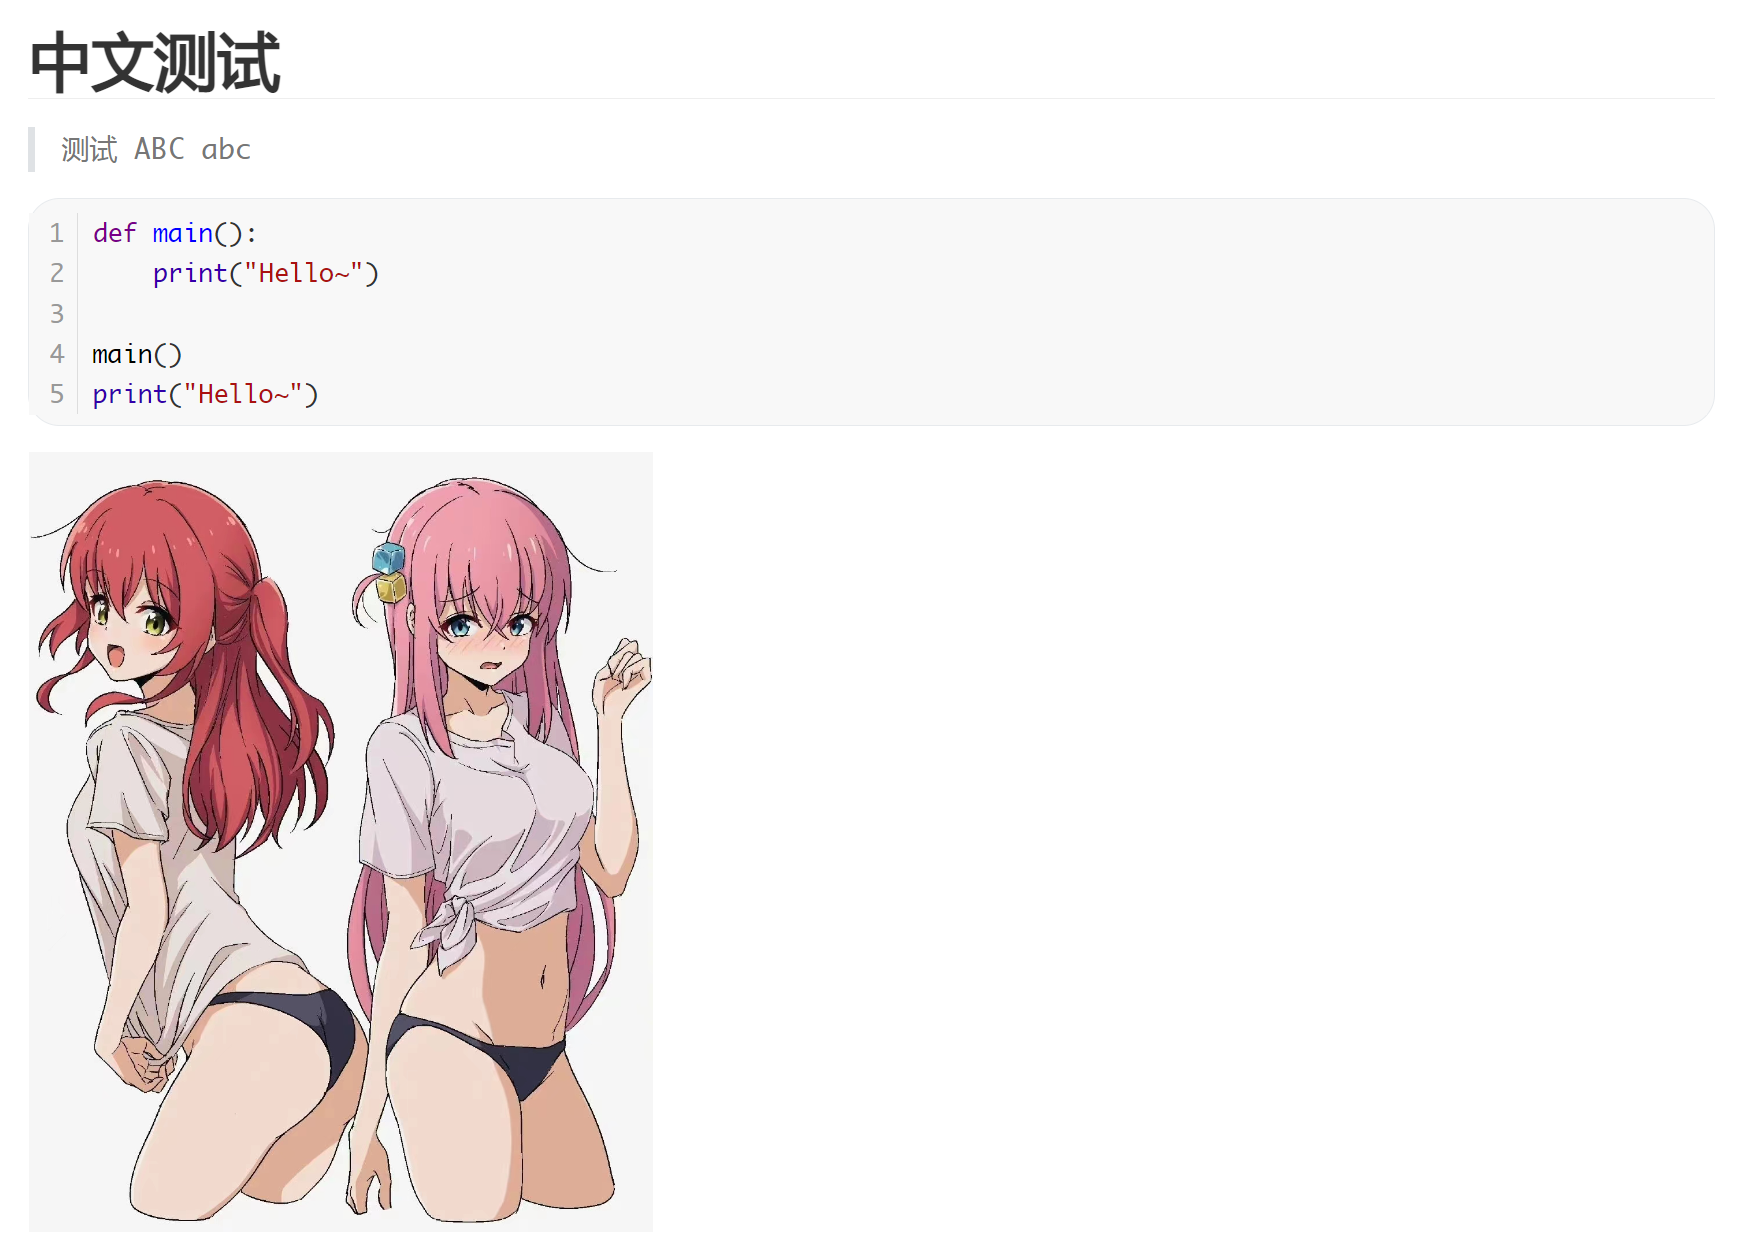 中文测试
测试 ABC abc
1 def main():
2     print("Hello~")
3
4 main()
5 print("Hello~")